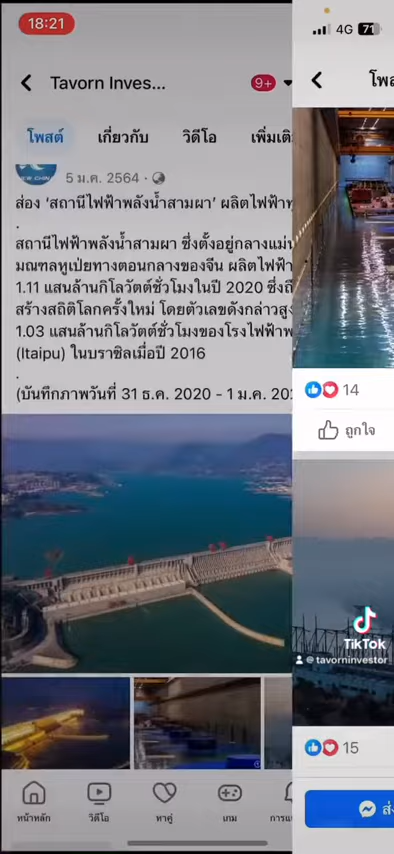 18:21
4G 71
Tavorn Inves...
9+
โพสต์
เกี่ยวกับ
วิดีโอ
5 ม.ค. 2564 ·
ส่อง ‘สถานีไฟฟ้าพลังน้ำสามผา’ ผลิตไฟฟ้า
.
สถานีไฟฟ้าพลังน้ำสามผา ซึ่งตั้งอยู่กลางแม่น
มณฑลหูเป่ยทางตอนกลางของจีน ผลิตไฟฟ้า
1.11 แสนล้านกิโลวัตต์ชั่วโมงในปี 2020 ซึ่งถื
สร้างสถิติโลกครั้งใหม่ โดยตัวเลขดังกล่าวสูง
1.03 แสนล้านกิโลวัตต์ชั่วโมงของโรงไฟฟ้าพ
(Itaipu) ในบราซิลเมื่อปี 2016
.
(บันทึกภาพวันที่ 31 ธ.ค. 2020 - 1 ม.ค. 202
14
ถูกใจ
TikTok
@tavorninvestor
15
หน้าหลัก
วิดีโอ
หาคู่
เกม